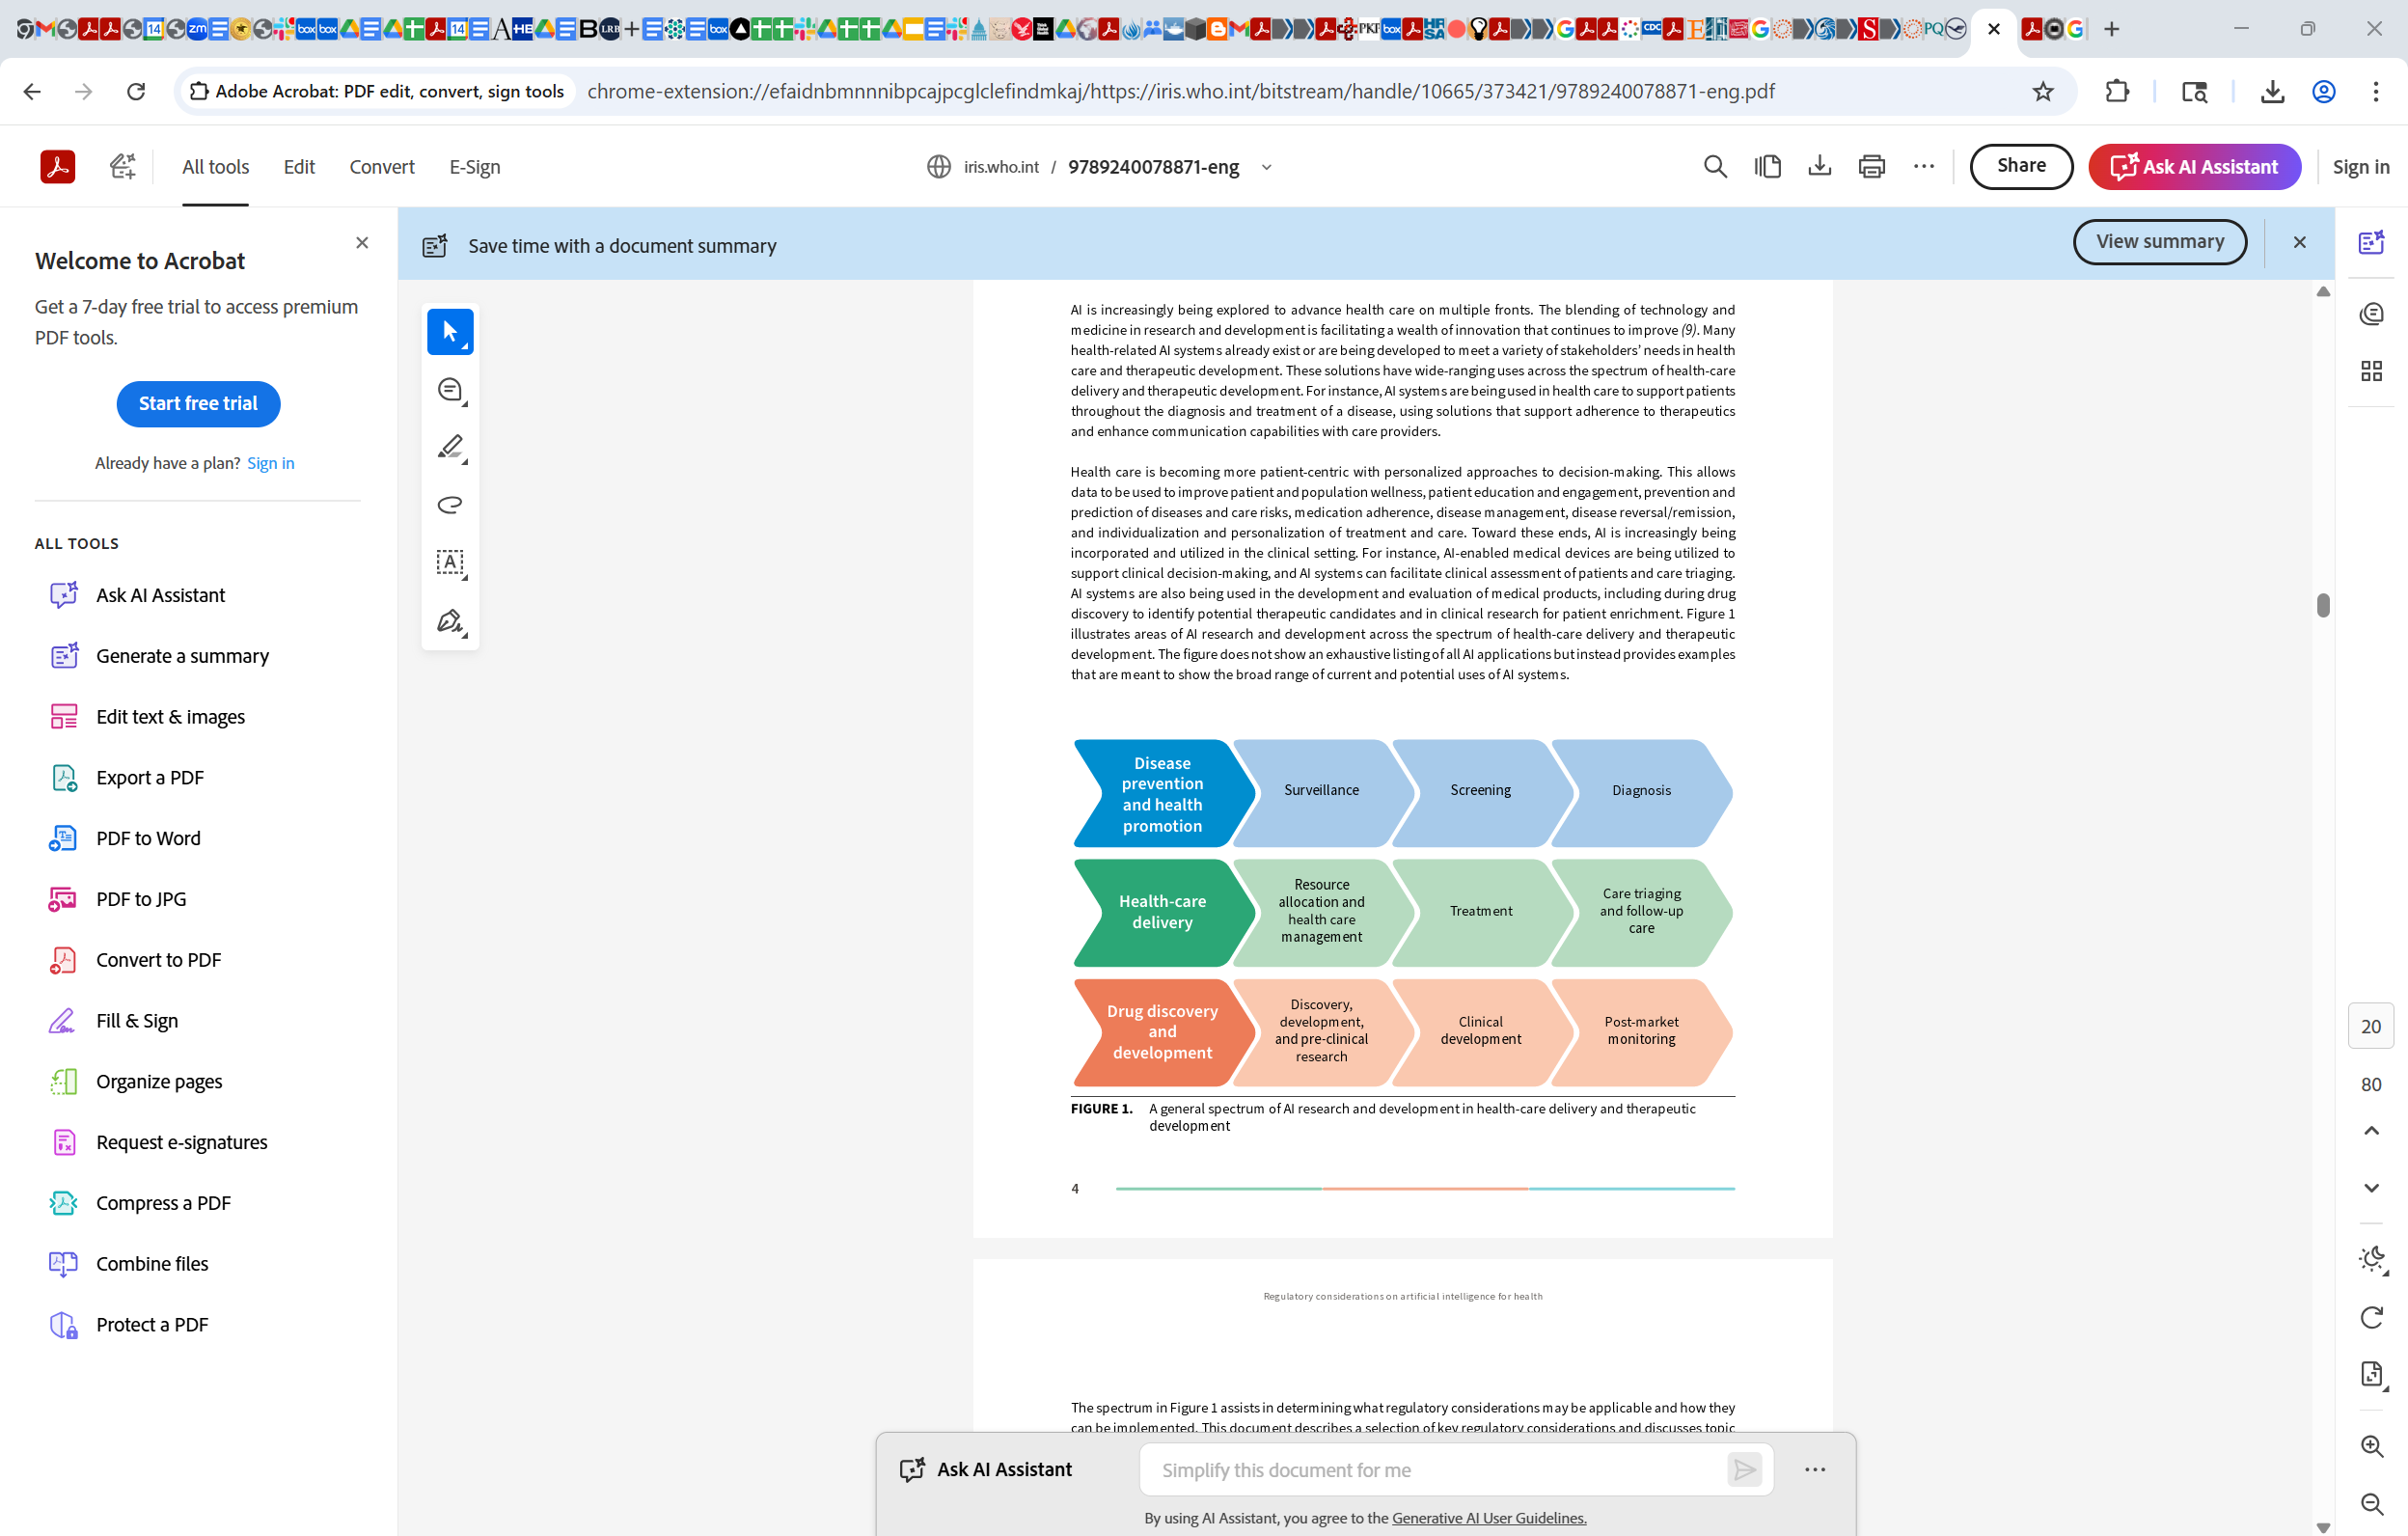 Adobe Acrobat: PDF edit, convert, sign tools
chrome-extension://efaidnbmnnnibpcajpcglclefindmkaj/https://iris.who.int/bitstream/handle/10665/373421/9789240078871-eng.pdf
All tools
Edit
Convert
E-Sign
iris.who.int / 9789240078871-eng
Share
Ask AI Assistant
Sign in
Welcome to Acrobat
Get a 7-day free trial to access premium
PDF tools.
Start free trial
Already have a plan? Sign in
ALL TOOLS
Ask AI Assistant
Generate a summary
Edit text & images
Export a PDF
PDF to Word
PDF to JPG
Convert to PDF
Fill & Sign
Organize pages
Request e-signatures
Compress a PDF
Combine files
Protect a PDF
Save time with a document summary
View summary
AI is increasingly being explored to advance health care on multiple fronts. The blending of technology and
medicine in research and development is facilitating a wealth of innovation that continues to improve (9). Many
health-related AI systems already exist or are being developed to meet a variety of stakeholders' needs in health
care and therapeutic development. These solutions have wide-ranging uses across the spectrum of health-care
delivery and therapeutic development. For instance, AI systems are being used in health care to support patients
throughout the diagnosis and treatment of a disease, using solutions that support adherence to therapeutics
and enhance communication capabilities with care providers.
Health care is becoming more patient-centric with personalized approaches to decision-making. This allows
data to be used to improve patient and population wellness, patient education and engagement, prevention and
prediction of diseases and care risks, medication adherence, disease management, disease reversal/remission,
and individualization and personalization of treatment and care. Toward these ends, AI is increasingly being
incorporated and utilized in the clinical setting. For instance, AI-enabled medical devices are being utilized to
support clinical decision-making, and AI systems can facilitate clinical assessment of patients and care triaging.
AI systems are also being used in the development and evaluation of medical products, including during drug
discovery to identify potential therapeutic candidates and in clinical research for patient enrichment. Figure 1
illustrates areas of AI research and development across the spectrum of health-care delivery and therapeutic
development. The figure does not show an exhaustive listing of all AI applications but instead provides examples
that are meant to show the broad range of current and potential uses of AI systems.
Disease
prevention
and health
promotion
Surveillance
Screening
Diagnosis
Health-care
delivery
Resource
allocation and
health care
management
Treatment
Care triaging
and follow-up
care
Drug discovery
and
development
Discovery,
development,
and pre-clinical
research
Clinical
development
Post-market
monitoring
FIGURE 1. A general spectrum of AI research and development in health-care delivery and therapeutic
development
4
Regulatory considerations on artificial intelligence for health
The spectrum in Figure 1 assists in determining what regulatory considerations may be applicable and how they
can be implemented. This document describes a selection of key regulatory considerations and discusses topic
Ask AI Assistant
Simplify this document for me
By using AI Assistant, you agree to the Generative AI User Guidelines.
20
80